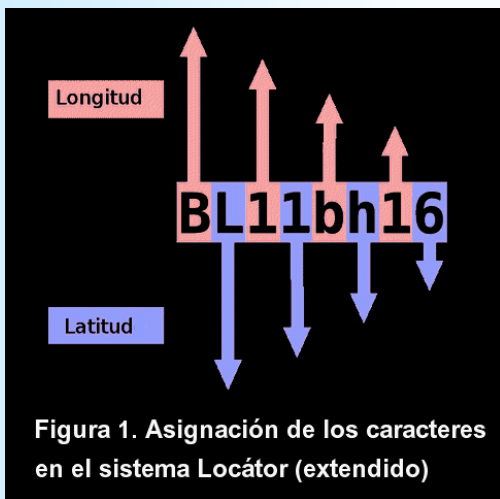 Longitud
BL11bh16
Latitud
Figura 1. Asignación de los caracteres
en el sistema Locátor (extendido)